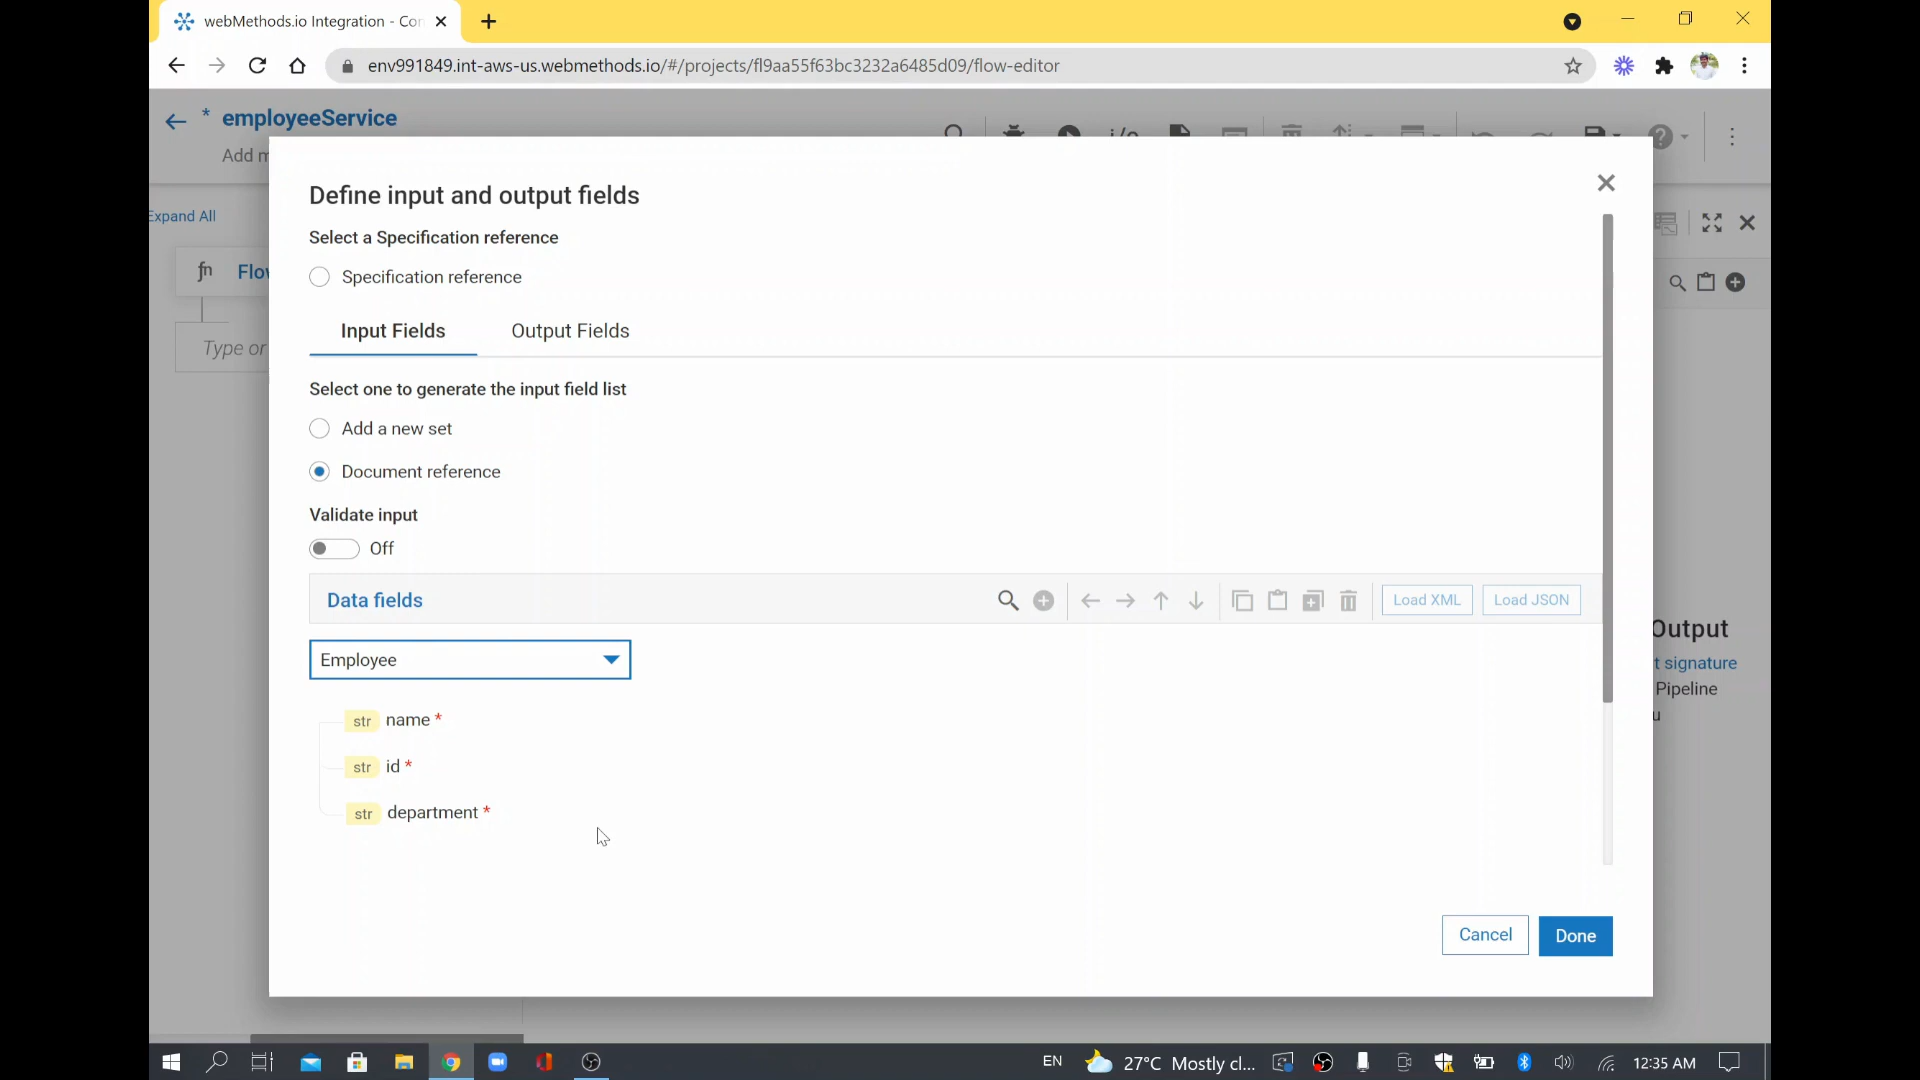 webMethods.io Integration - Con
env991849.int-aws-us.webmethods.io/#/projects/fl9aa55f63bc3232a6485d09/flow-editor
* employeeService
Add m
Expand All
fn Flo
Type or
Define input and output fields
Select a Specification reference
Specification reference
Input Fields Output Fields
Select one to generate the input field list
Add a new set
Document reference
Validate input
Off
Data fields Load XML Load JSON
Employee
str name *
str id *
str department *
Output
t signature
Pipeline
u
Cancel Done
EN 27°C Mostly cl... 12:35 AM